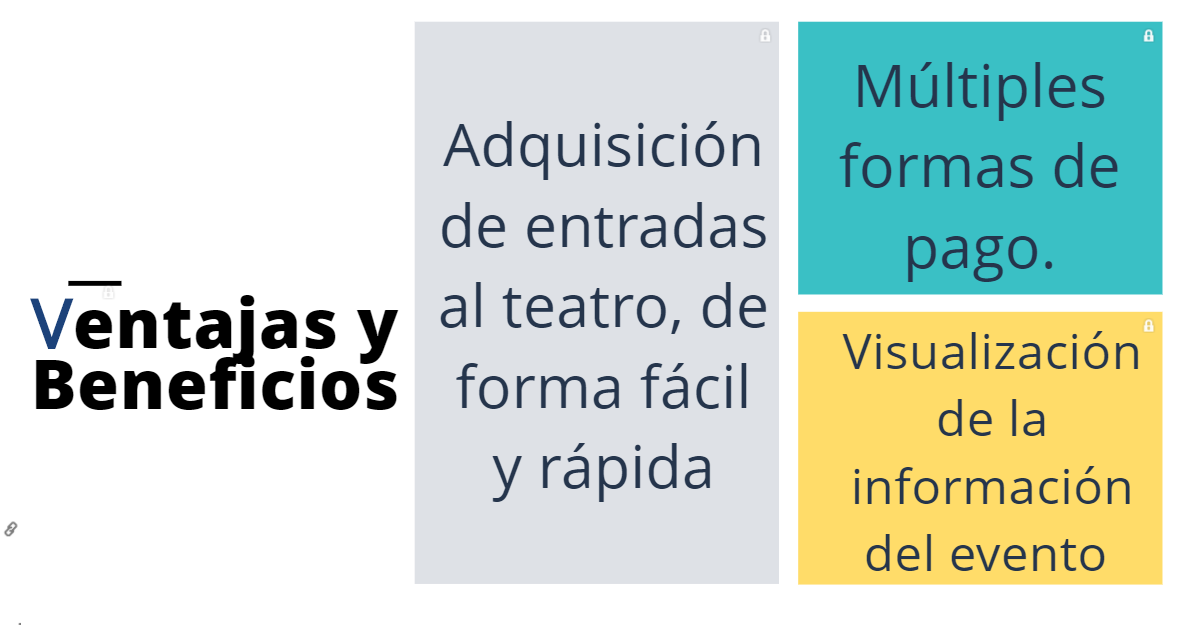 Ventajas y
Beneficios
Adquisición
de entradas
al teatro, de
forma fácil
y rápida
Múltiples
formas de
pago.
Visualización
de la
información
del evento